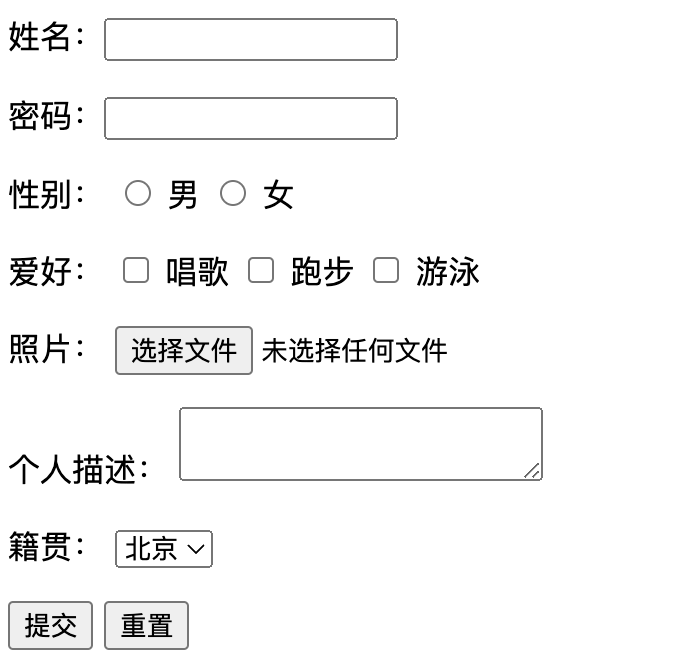 姓名：
密码：
性别： 男 女
爱好： 唱歌 跑步 游泳
照片： 选择文件 未选择任何文件
个人描述：
籍贯： 北京
提交 重置